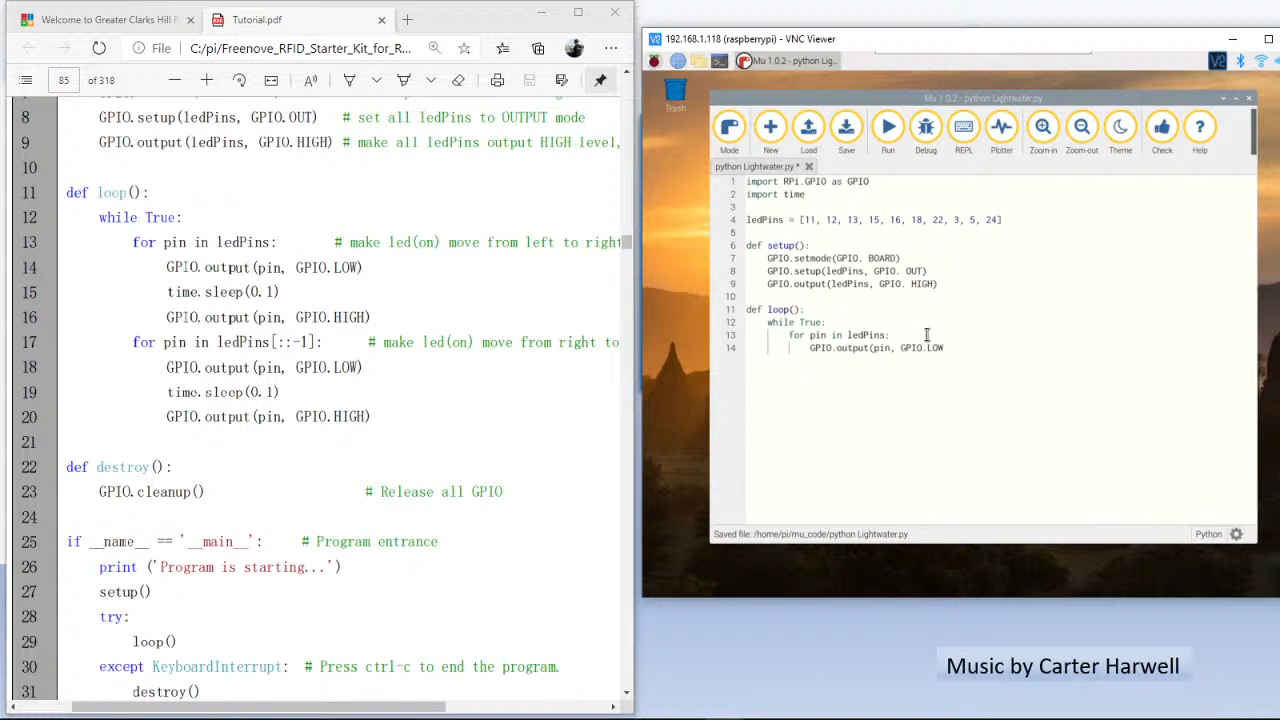 Welcome to Greater Clarks Hill
Tutorial.pdf
File
C:/pi/Freenove_RFID_Starter_Kit_for_R...
85 of 318
8 GPIO.setup(ledPins, GPIO.OUT) # set all ledPins to OUTPUT mode
9 GPIO.output(ledPins, GPIO.HIGH) # make all ledPins output HIGH level,
10
11 def loop():
12 while True:
13 for pin in ledPins: # make led(on) move from left to right
14 GPIO.output(pin, GPIO.LOW)
15 time.sleep(0.1)
16 GPIO.output(pin, GPIO.HIGH)
17 for pin in ledPins[::-1]: # make led(on) move from right to
18 GPIO.output(pin, GPIO.LOW)
19 time.sleep(0.1)
20 GPIO.output(pin, GPIO.HIGH)
21
22 def destroy():
23 GPIO.cleanup() # Release all GPIO
24
25 if __name__ == '__main__': # Program entrance
26 print ('Program is starting...')
27 setup()
28 try:
29 loop()
30 except KeyboardInterrupt: # Press ctrl-c to end the program.
31 destroy()
192.168.1.118 (raspberrypi) - VNC Viewer
Mu 1.0.2 - python Lig...
Trash
Mu 1.0.2 - python Lightwater.py
Mode New Load Save Run Debug REPL Plotter Zoom-in Zoom-out Theme Check Help
python Lightwater.py *
1 import RPi.GPIO as GPIO
2 import time
3
4 ledPins = [11, 12, 13, 15, 16, 18, 22, 3, 5, 24]
5
6 def setup():
7 GPIO.setmode(GPIO. BOARD)
8 GPIO.setup(ledPins, GPIO. OUT)
9 GPIO.output(ledPins, GPIO. HIGH)
10
11 def loop():
12 while True:
13 for pin in ledPins:
14 GPIO.output(pin, GPIO.LOW
Saved file: /home/pi/mu_code/python Lightwater.py
Python
Music by Carter Harwell